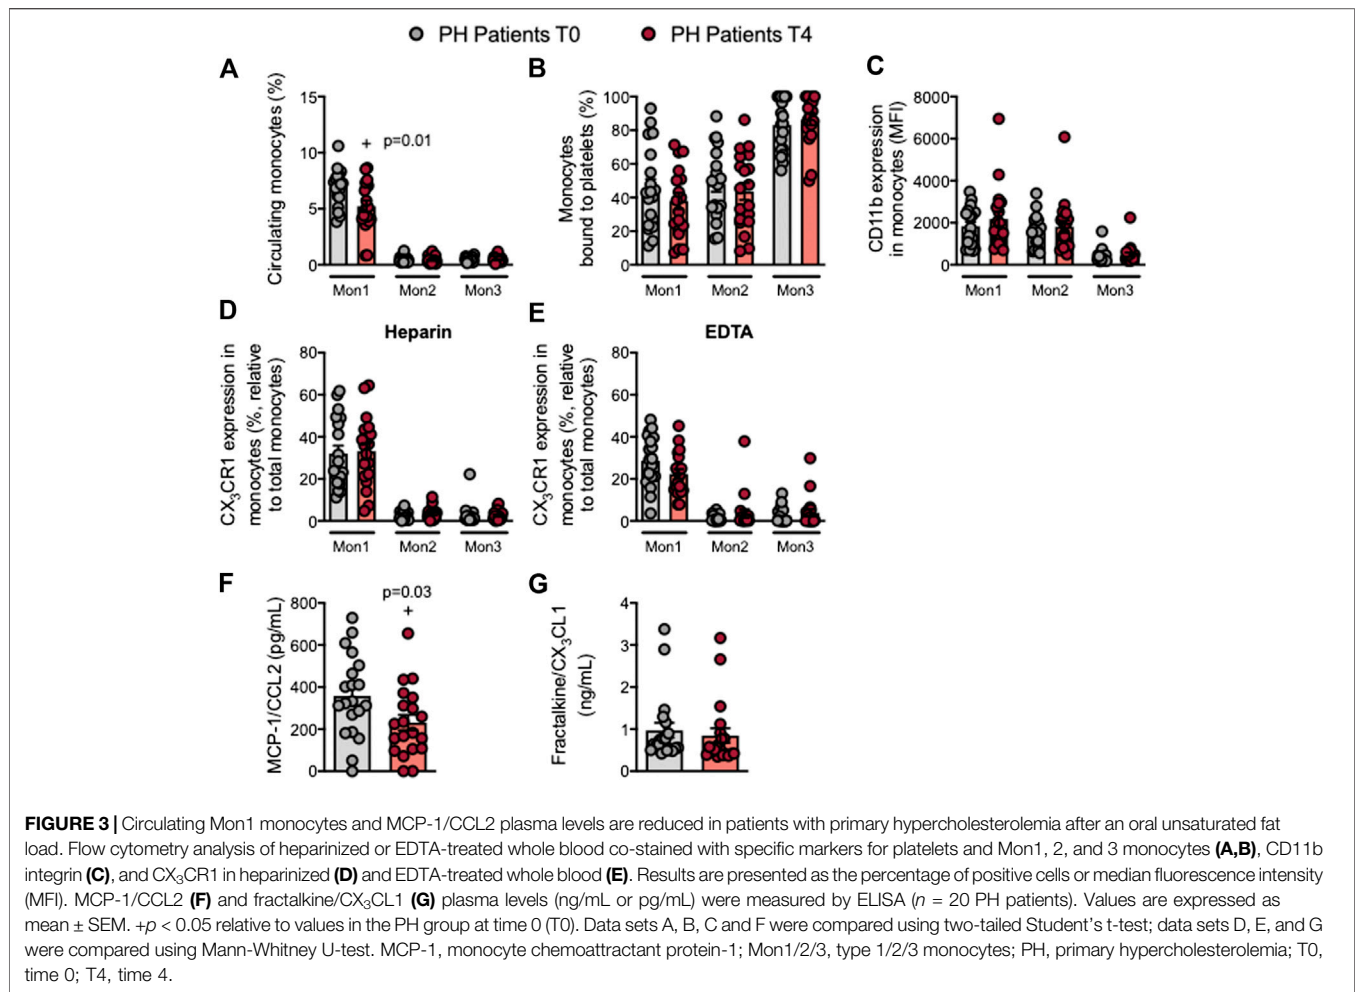 PH Patients T0 PH Patients T4
A
Circulating monocytes (%)
15
10
5
0
+ p=0.01
Mon1 Mon2 Mon3
B
Monocytes
bound to platelets (%)
100
80
60
40
20
0
Mon1 Mon2 Mon3
C
CD11b expression
in monocytes (MFI)
8000
6000
4000
2000
0
Mon1 Mon2 Mon3
D
Heparin
CX3CR1 expression in
monocytes (%, relative
to total monocytes)
80
60
40
20
0
Mon1 Mon2 Mon3
E
EDTA
CX3CR1 expression in
monocytes (%, relative
to total monocytes)
80
60
40
20
0
Mon1 Mon2 Mon3
F
MCP-1/CCL2 (pg/mL)
800
600
400
200
0
p=0.03
+
G
Fractalkine/CX3CL1
(ng/mL)
4
3
2
1
0
FIGURE 3 | Circulating Mon1 monocytes and MCP-1/CCL2 plasma levels are reduced in patients with primary hypercholesterolemia after an oral unsaturated fat
load. Flow cytometry analysis of heparinized or EDTA-treated whole blood co-stained with specific markers for platelets and Mon1, 2, and 3 monocytes (A,B), CD11b
integrin (C), and CX3CR1 in heparinized (D) and EDTA-treated whole blood (E). Results are presented as the percentage of positive cells or median fluorescence intensity
(MFI). MCP-1/CCL2 (F) and fractalkine/CX3CL1 (G) plasma levels (ng/mL or pg/mL) were measured by ELISA (n = 20 PH patients). Values are expressed as
mean ± SEM. +p < 0.05 relative to values in the PH group at time 0 (T0). Data sets A, B, C and F were compared using two-tailed Student's t-test; data sets D, E, and G
were compared using Mann-Whitney U-test. MCP-1, monocyte chemoattractant protein-1; Mon1/2/3, type 1/2/3 monocytes; PH, primary hypercholesterolemia; T0,
time 0; T4, time 4.